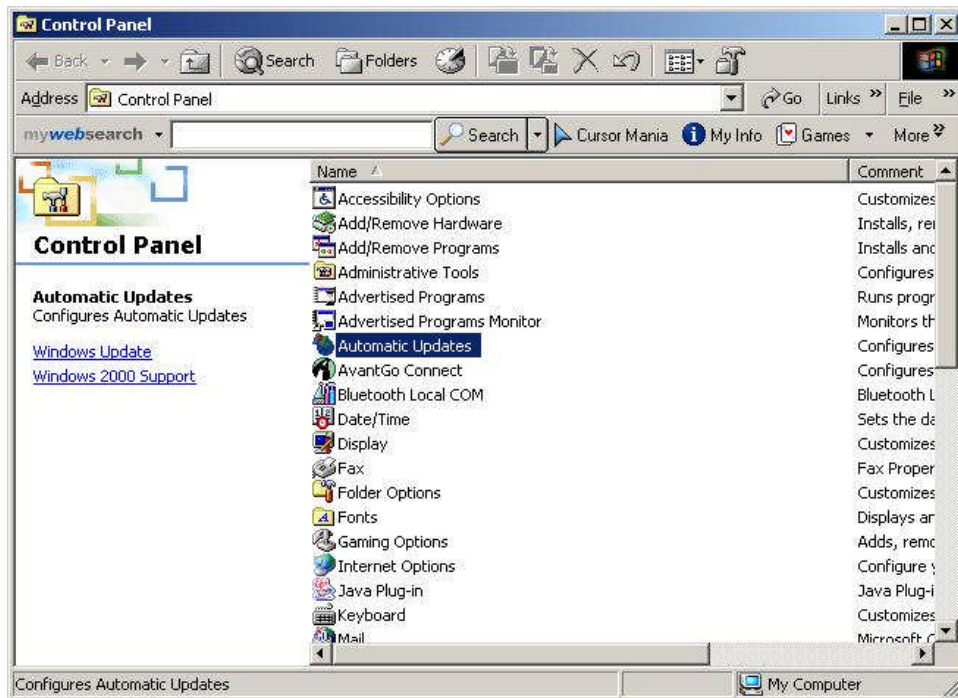 Control Panel
Back Search Folders
Address Control Panel Go Links » File »
mywebsearch Search Cursor Mania My Info Games More »
Control Panel
Automatic Updates
Configures Automatic Updates
Windows Update
Windows 2000 Support
Name Comment
Accessibility Options Customizes
Add/Remove Hardware Installs, rei
Add/Remove Programs Installs and
Administrative Tools Configures
Advertised Programs Runs progr
Advertised Programs Monitor Monitors th
Automatic Updates Configures
AvantGo Connect Configures
Bluetooth Local COM Bluetooth L
Date/Time Sets the da
Display Customizes
Fax Fax Proper
Folder Options Customizes
Fonts Displays an
Gaming Options Adds, remo
Internet Options Configure y
Java Plug-in Java Plug-i
Keyboard Customizes
Mail Microsoft O
Configures Automatic Updates My Computer